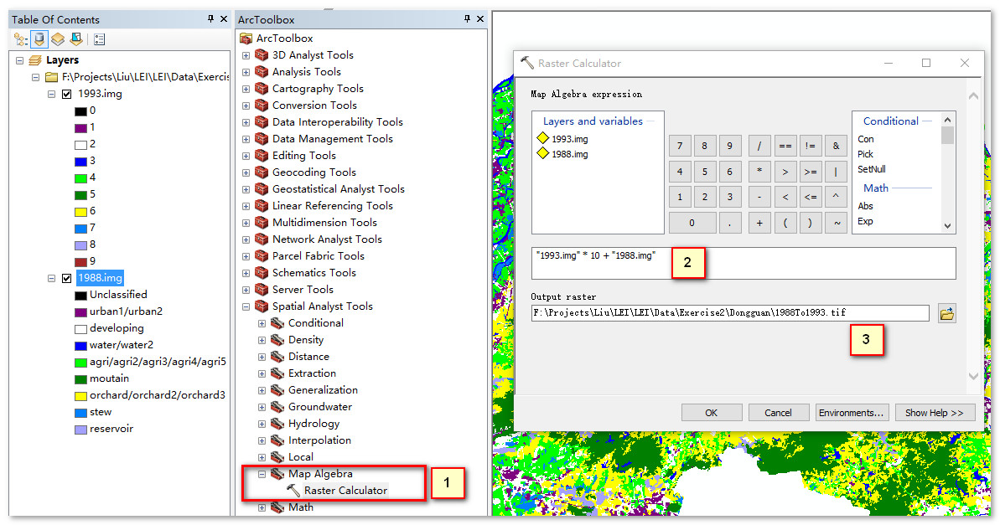 Table Of Contents
Layers
F:\Projects\Liu\LEI\LEI\Data\Exercis
1993.img
0
1
2
3
4
5
6
7
8
9
1988.img
Unclassified
urban1/urban2
developing
water/water2
agri/agri2/agri3/agri4/agri5
moutain
orchard/orchard2/orchard3
stew
reservoir
ArcToolbox
ArcToolbox
3D Analyst Tools
Analysis Tools
Cartography Tools
Conversion Tools
Data Interoperability Tools
Data Management Tools
Editing Tools
Geocoding Tools
Geostatistical Analyst Tools
Linear Referencing Tools
Multidimension Tools
Network Analyst Tools
Parcel Fabric Tools
Schematics Tools
Server Tools
Spatial Analyst Tools
Conditional
Density
Distance
Extraction
Generalization
Groundwater
Hydrology
Interpolation
Local
Map Algebra
Raster Calculator
Math
1
Raster Calculator
Map Algebra expression
Layers and variables
1993.img
1988.img
7 8 9 / == != &
4 5 6 * > >= |
1 2 3 - < <= ^
0 . + ( ) ~
Conditional
Con
Pick
SetNull
Math
Abs
Exp
"1993.img" * 10 + "1988.img"
2
Output raster
F:\Projects\Liu\LEI\LEI\Data\Exercise2\Dongguan\1988To1993.tif
3
OK Cancel Environments... Show Help >>